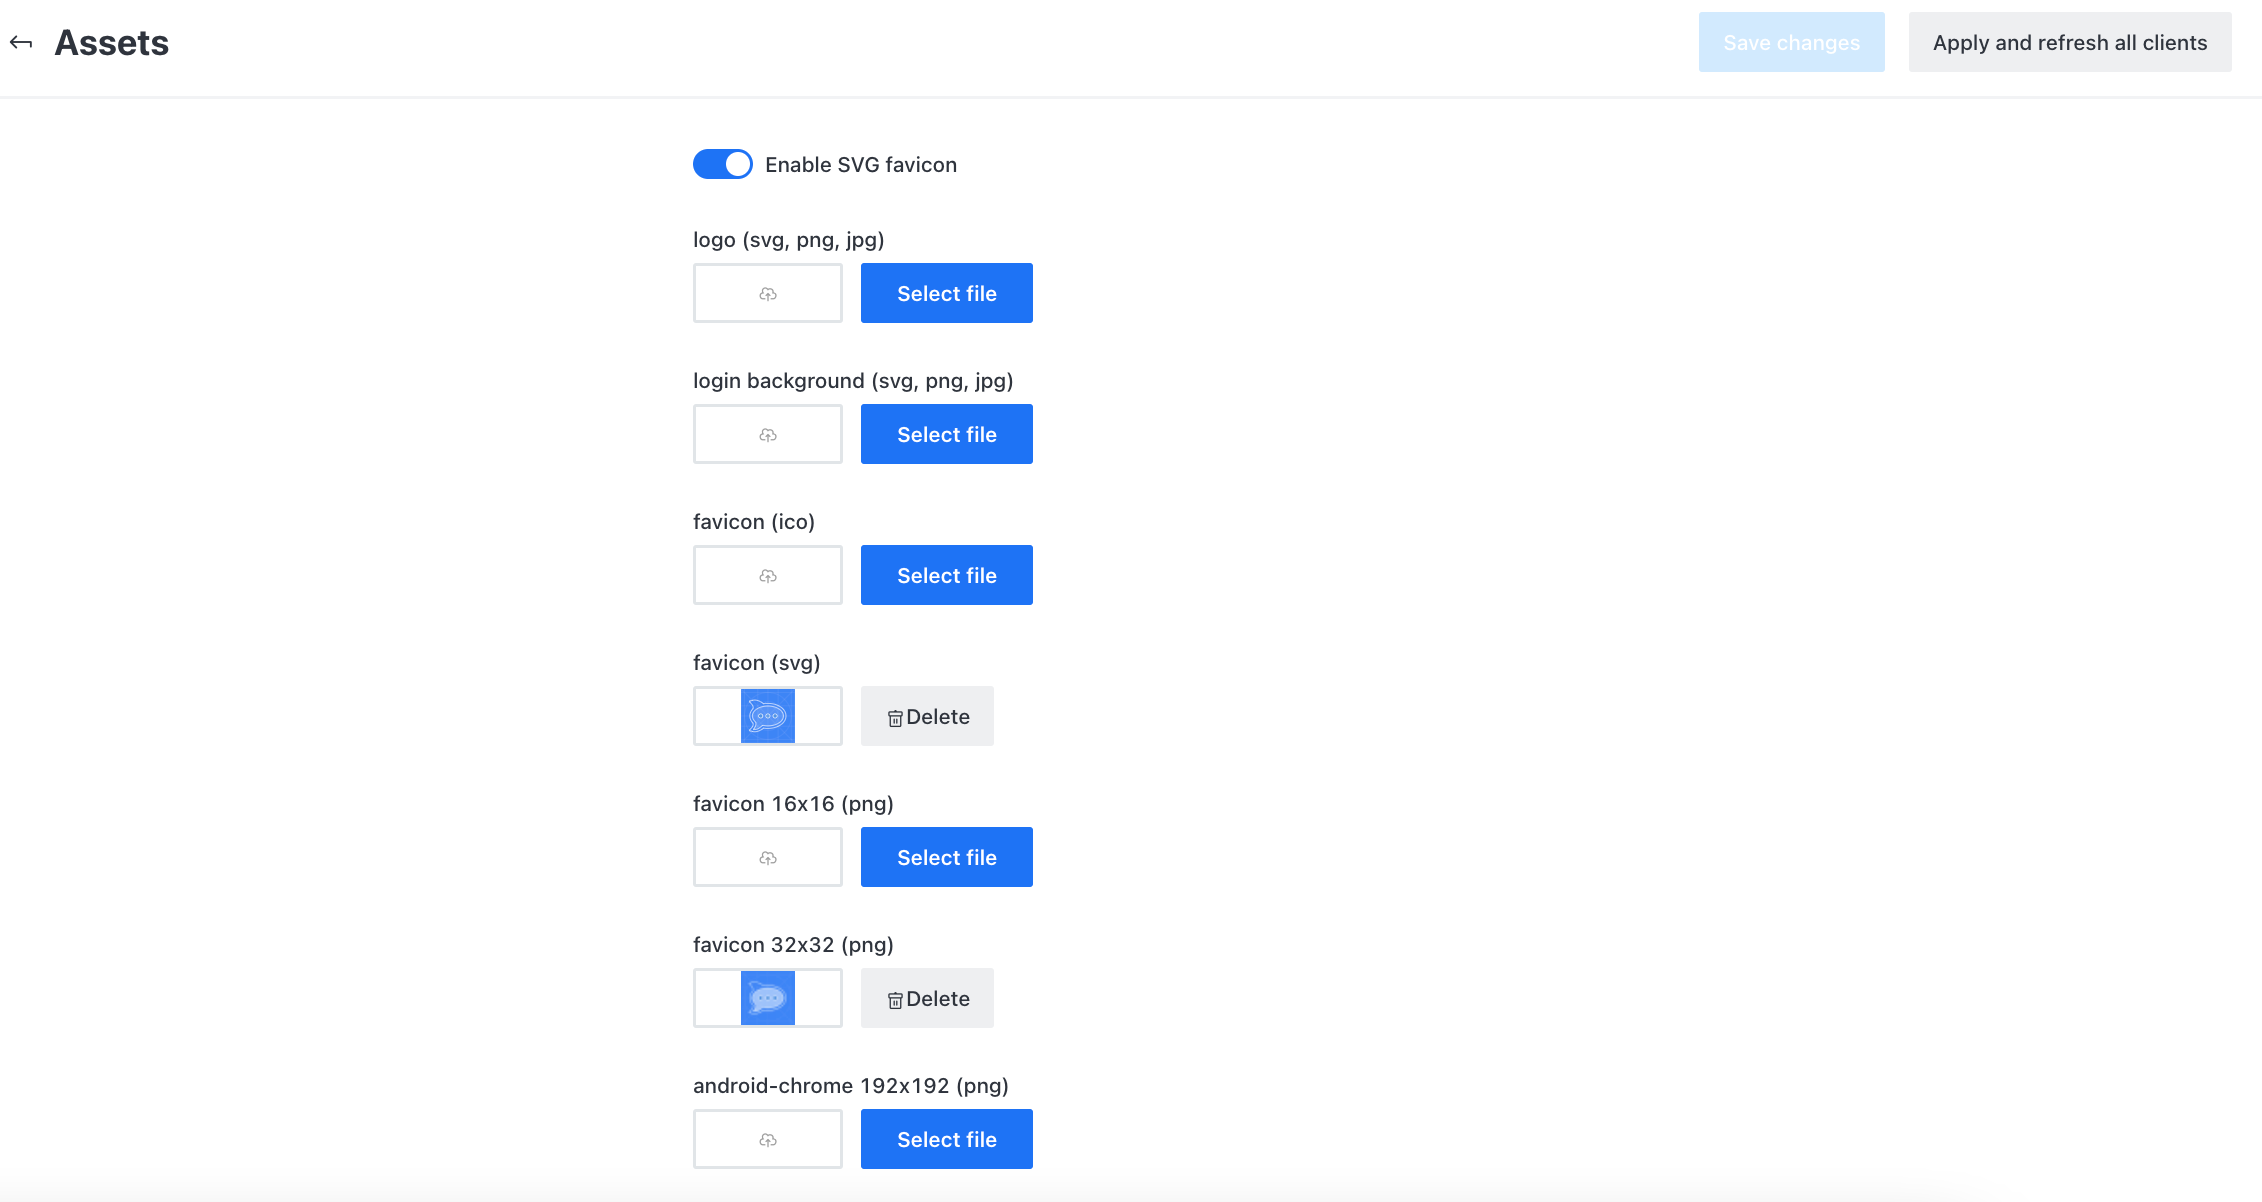 Assets
Save changes
Apply and refresh all clients
Enable SVG favicon
logo (svg, png, jpg)
Select file
login background (svg, png, jpg)
Select file
favicon (ico)
Select file
favicon (svg)
Delete
favicon 16x16 (png)
Select file
favicon 32x32 (png)
Delete
android-chrome 192x192 (png)
Select file